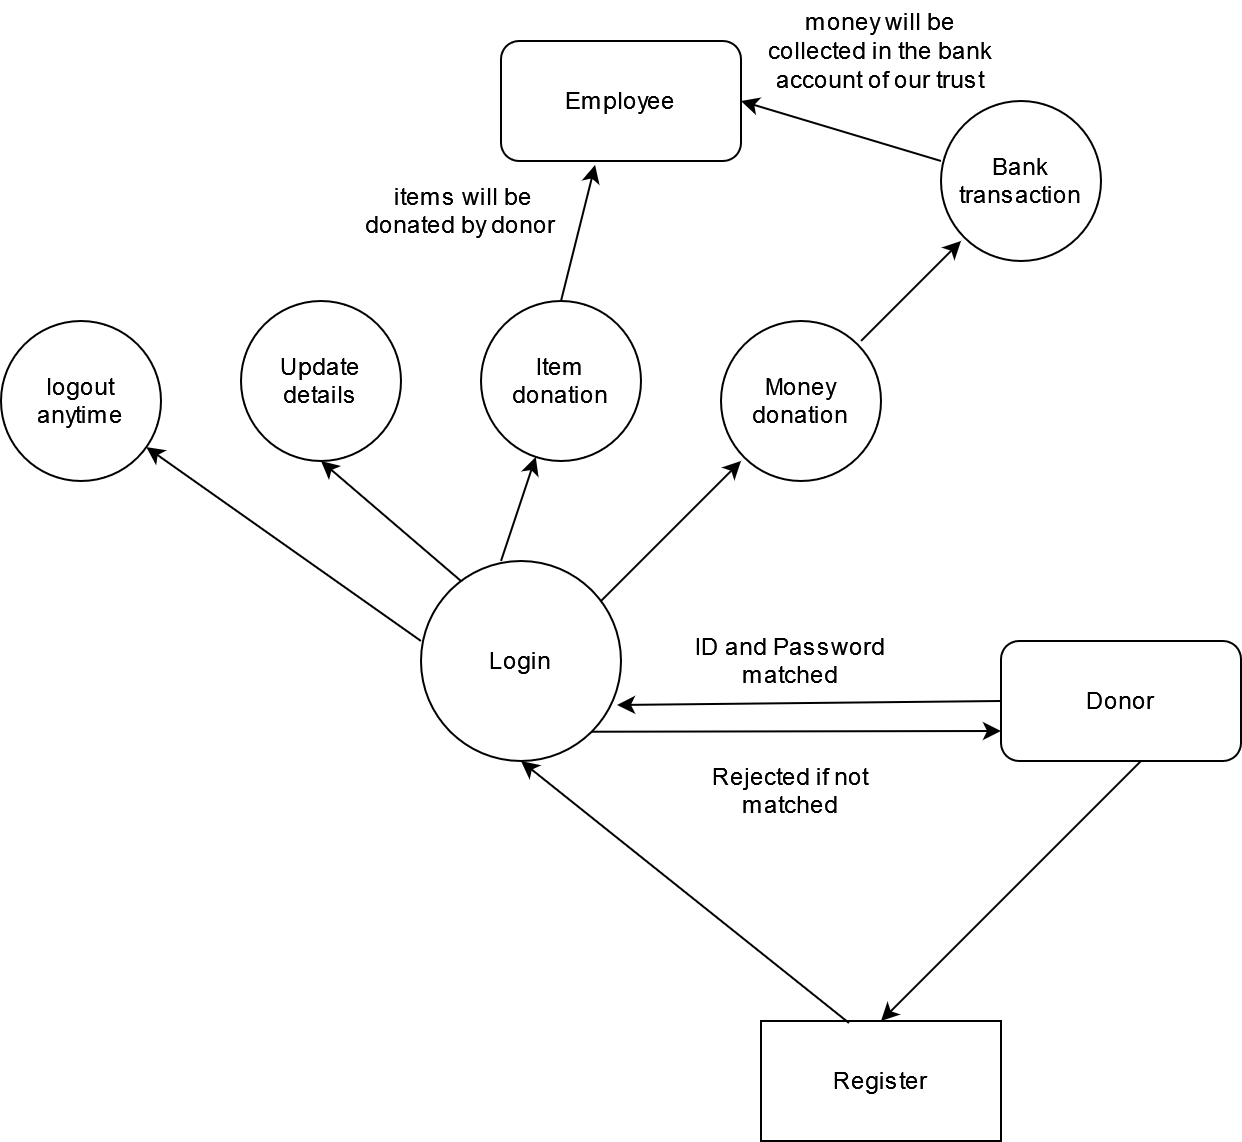 money will be
collected in the bank
account of our trust
Employee
Bank
transaction
items will be
donated by donor
logout
anytime
Update
details
Item
donation
Money
donation
Login
ID and Password
matched
Donor
Rejected if not
matched
Register